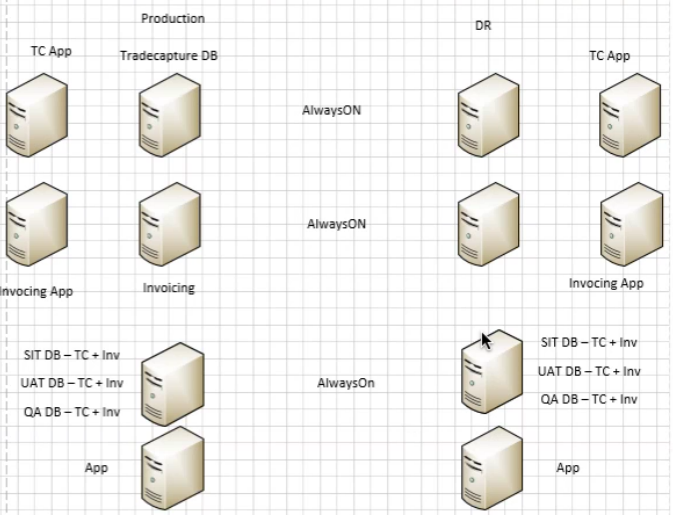 Production
DR
TC App
Tradecapture DB
TC App
AlwaysON
AlwaysON
Invocing App
Invoicing
Invocing App
SIT DB – TC + Inv
UAT DB – TC + Inv
QA DB – TC + Inv
AlwaysOn
SIT DB – TC + Inv
UAT DB – TC + Inv
QA DB – TC + Inv
App
App